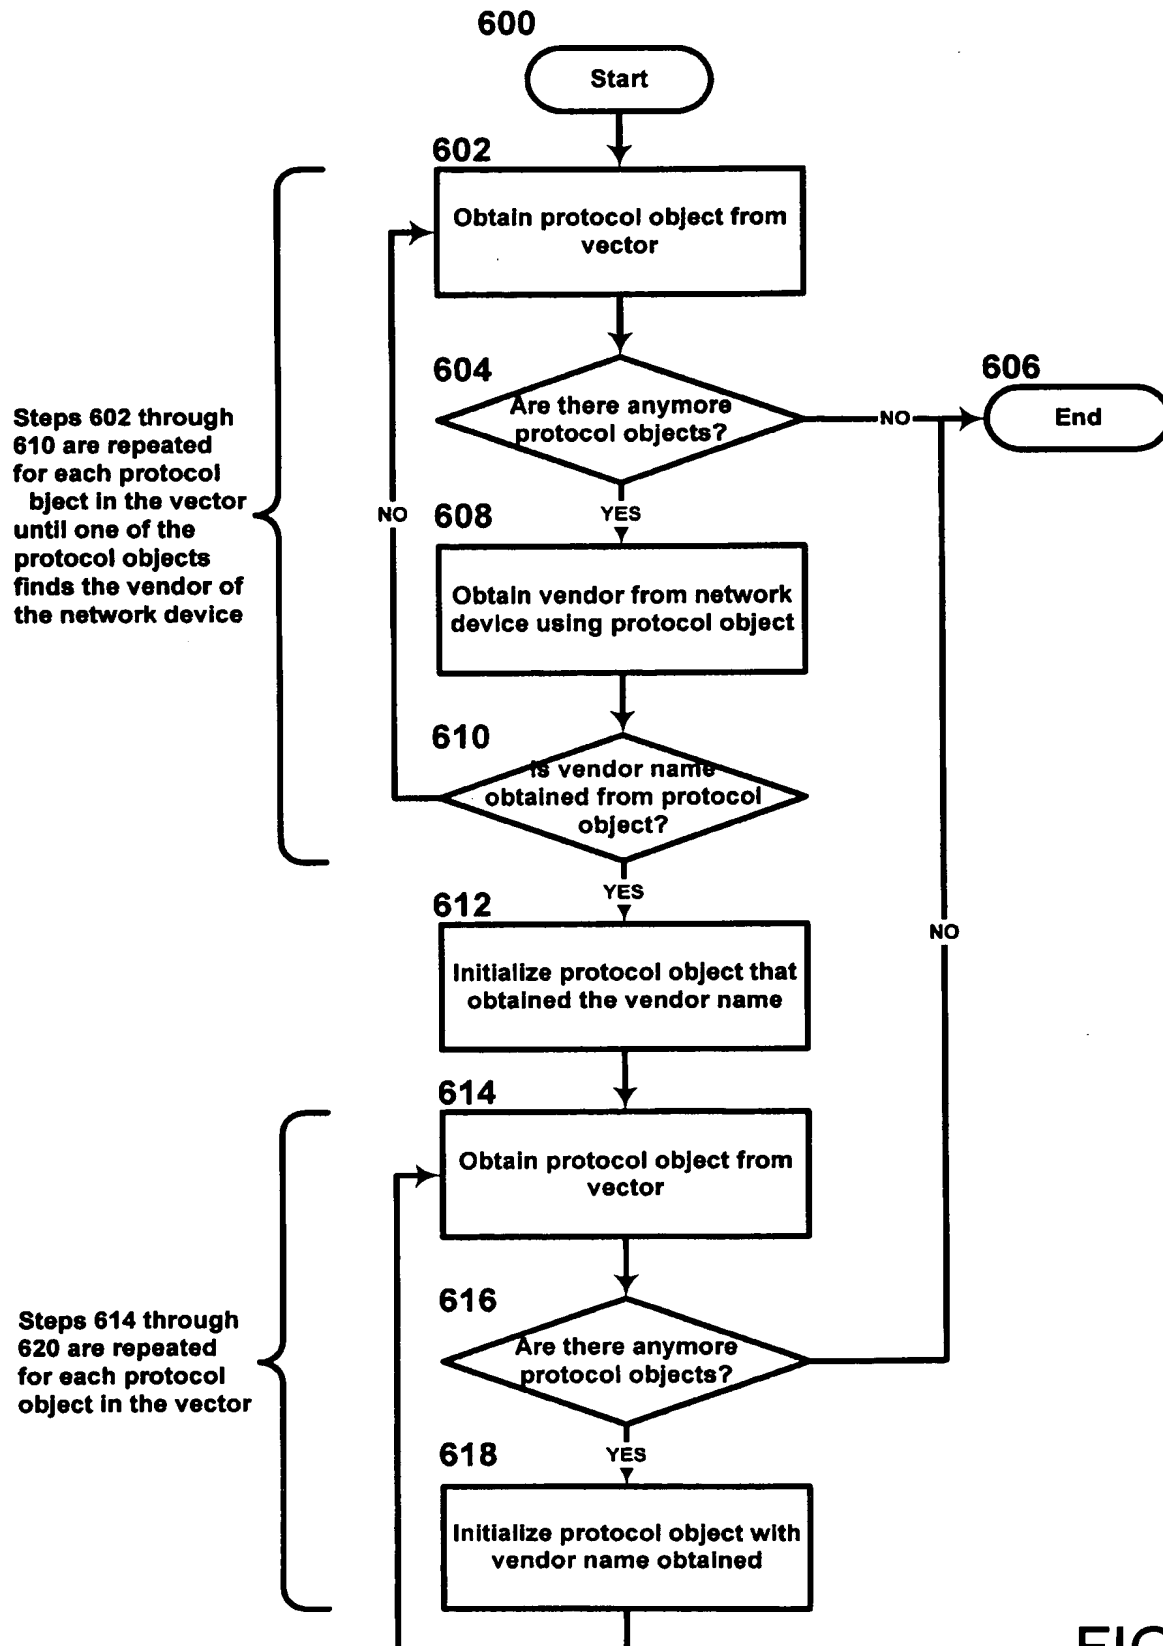 600
Start
602
Obtain protocol object from
vector
604
Are there anymore
protocol objects?
NO
606
End
Steps 602 through
610 are repeated
for each protocol
bject in the vector
until one of the
protocol objects
finds the vendor of
the network device
NO
YES
608
Obtain vendor from network
device using protocol object
610
Is vendor name
obtained from protocol
object?
YES
612
Initialize protocol object that
obtained the vendor name
NO
614
Obtain protocol object from
vector
616
Are there anymore
protocol objects?
Steps 614 through
620 are repeated
for each protocol
object in the vector
YES
618
Initialize protocol object with
vendor name obtained
FIG